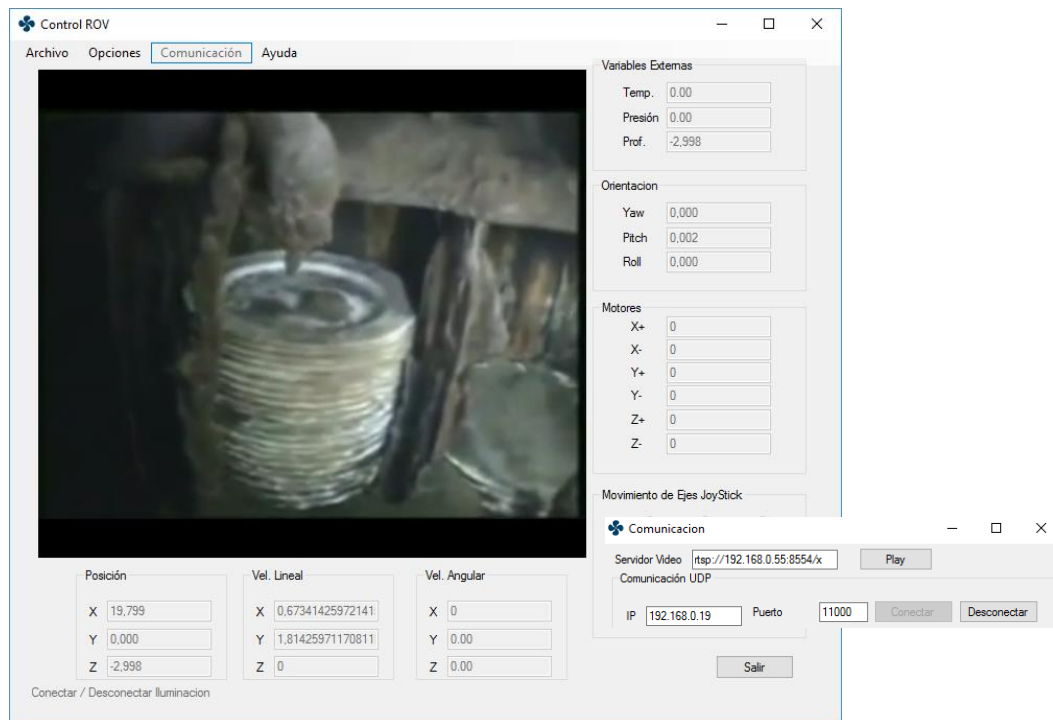 Control ROV
Archivo Opciones Comunicación Ayuda
Variables Externas
Temp. 0.00
Presión 0.00
Prof. -2,998
Orientacion
Yaw 0,000
Pitch 0,002
Roll 0,000
Motores
X+ 0
X- 0
Y+ 0
Y- 0
Z+ 0
Z- 0
Movimiento de Ejes JoyStick
Comunicacion
Servidor Video rtsp://192.168.0.55:8554/x Play
Comunicación UDP
IP 192.168.0.19 Puerto 11000 Conectar Desconectar
Posición
X 19,799
Y 0,000
Z -2,998
Vel. Lineal
X 0,67341425972141
Y 1,81425971170811
Z 0
Vel. Angular
X 0
Y 0.00
Z 0.00
Salir
Conectar / Desconectar Iluminacion